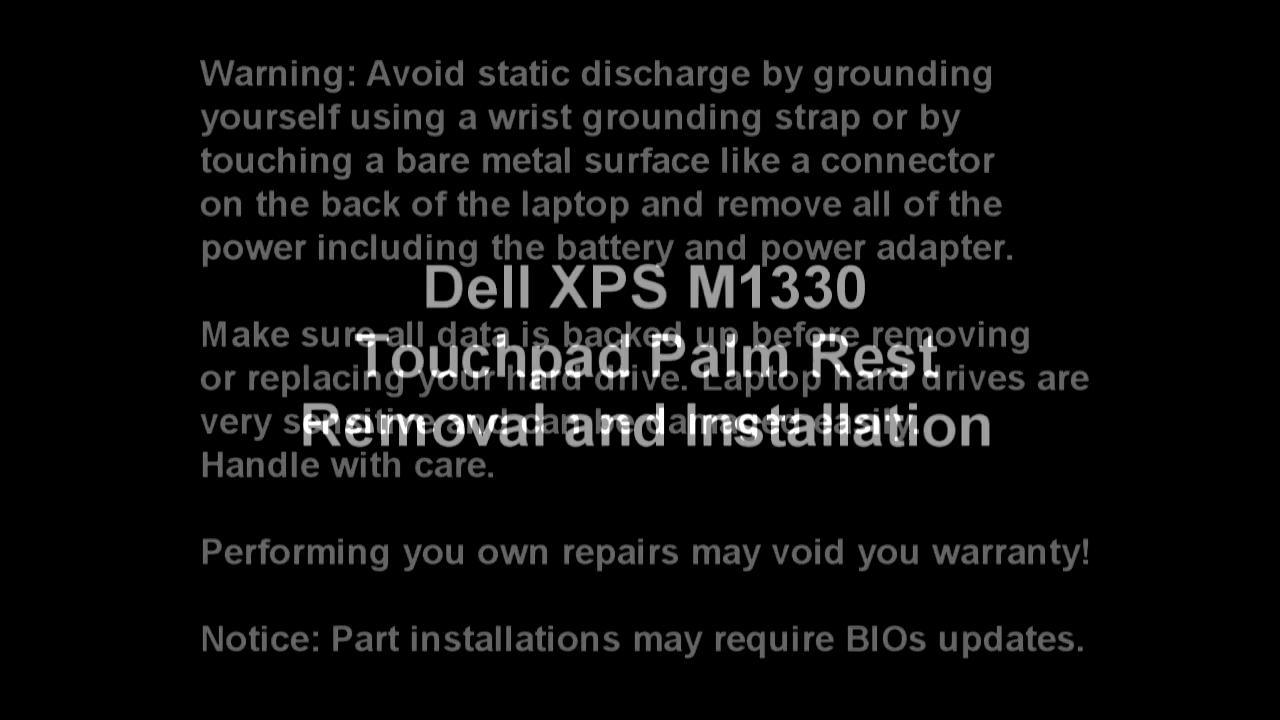 Warning: Avoid static discharge by grounding
yourself using a wrist grounding strap or by
touching a bare metal surface like a connector
on the back of the laptop and remove all of the
power including the battery and power adapter.
Dell XPS M1330
Make sure all data is backed up before removing
Touchpad Palm Rest
or replacing your hard drive. Laptop hard drives are
very sensitive and can be damaged easily.
Removal and Installation
Handle with care.
Performing you own repairs may void you warranty!
Notice: Part installations may require BIOs updates.